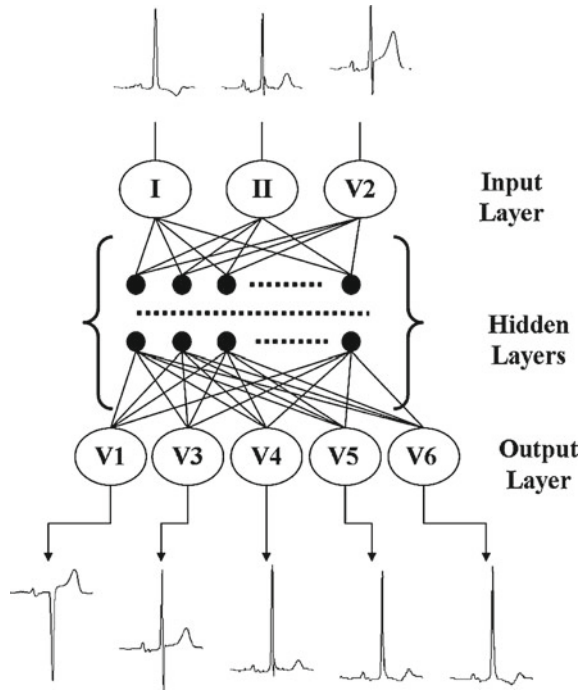 I II V2
Input
Layer
Hidden
Layers
V1 V3 V4 V5 V6
Output
Layer